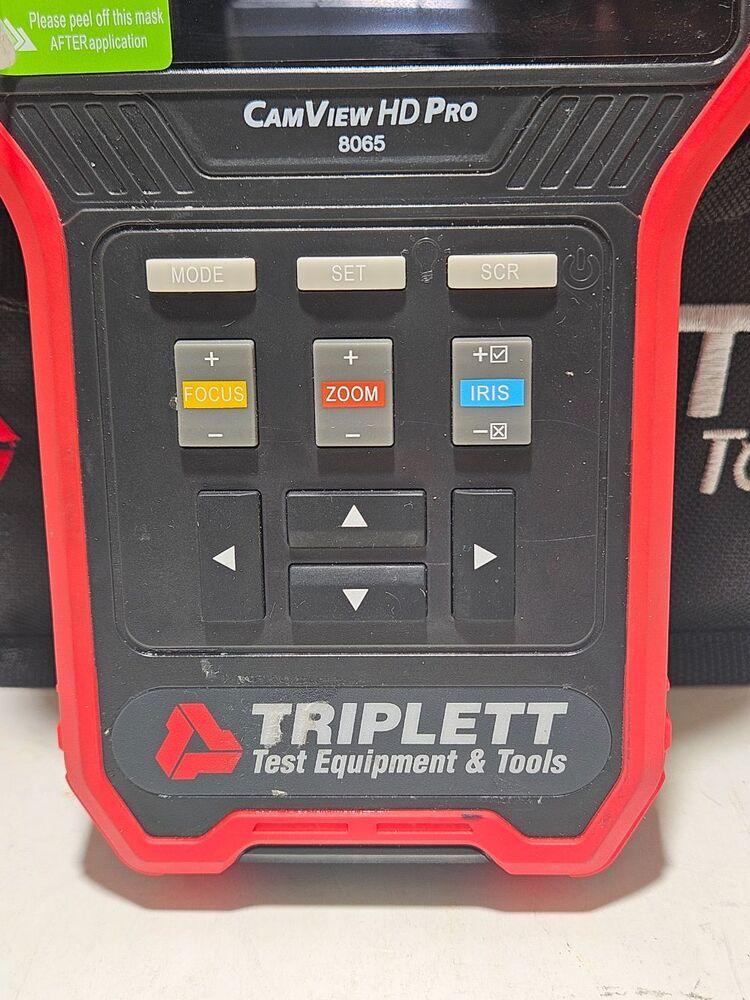 Please peel off this mask
AFTER application
CAMVIEW HD PRO
8065
MODE
SET
SCR
+
+
+☑
FOCUS
ZOOM
IRIS
−
−
−☒
TRIPLETT
Test Equipment & Tools